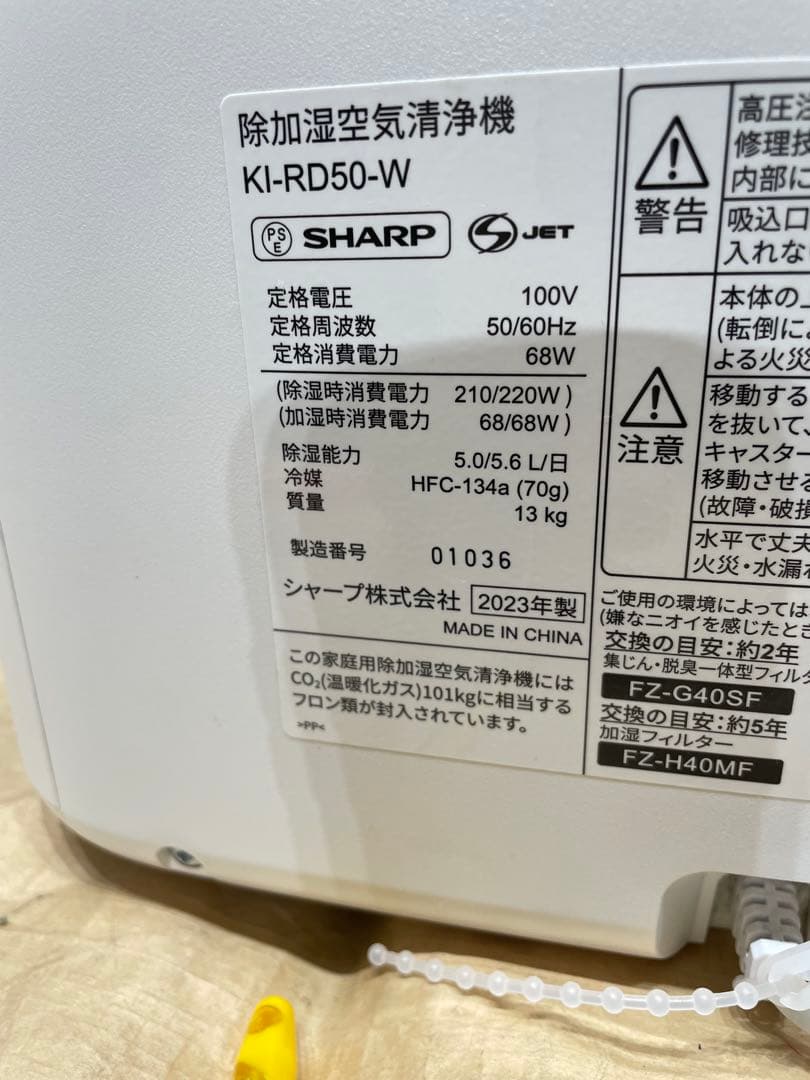 除加湿空気清浄機
KI-RD50-W
PSE SHARP S JET
定格電圧 100V
定格周波数 50/60Hz
定格消費電力 68W
(除湿時消費電力 210/220W)
(加湿時消費電力 68/68W)
除湿能力 5.0/5.6 L/日
冷媒 HFC-134a (70g)
質量 13 kg
製造番号 01036
シャープ株式会社 2023年製
MADE IN CHINA
この家庭用除加湿空気清浄機には
CO₂(温暖化ガス)101kgに相当する
フロン類が封入されています。
>PP<
警告
高圧注
修理技
内部に
吸込口
入れな
注意
本体の上
(転倒に
よる火災
移動する
を抜いて、
キャスター
移動させる
(故障・破損
水平で丈夫
火災・水漏れ
ご使用の環境によっては
(嫌なニオイを感じたとき
交換の目安:約2年
集じん・脱臭一体型フィルタ
FZ-G40SF
交換の目安:約5年
加湿フィルター
FZ-H40MF